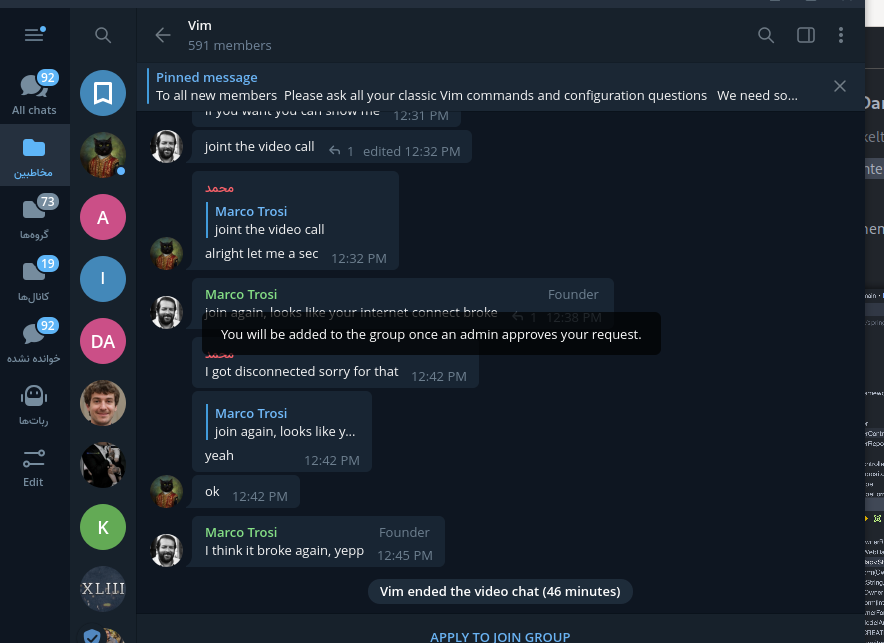 92
All chats
مخاطبین
73
گروه‌ها
19
کانال‌ها
92
خوانده نشده
ربات‌ها
Edit
A
I
DA
K
XLIII
Vim
591 members
Pinned message
To all new members Please ask all your classic Vim commands and configuration questions We need so...
if you want you can show me 12:31 PM
joint the video call 1 edited 12:32 PM
محمد
Marco Trosi
joint the video call
alright let me a sec 12:32 PM
Marco Trosi Founder
join again, looks like your internet connect broke 1 12:38 PM
You will be added to the group once an admin approves your request.
محمد
I got disconnected sorry for that 12:42 PM
Marco Trosi
join again, looks like y...
yeah 12:42 PM
ok 12:42 PM
Marco Trosi Founder
I think it broke again, yepp 12:45 PM
Vim ended the video chat (46 minutes)
APPLY TO JOIN GROUP